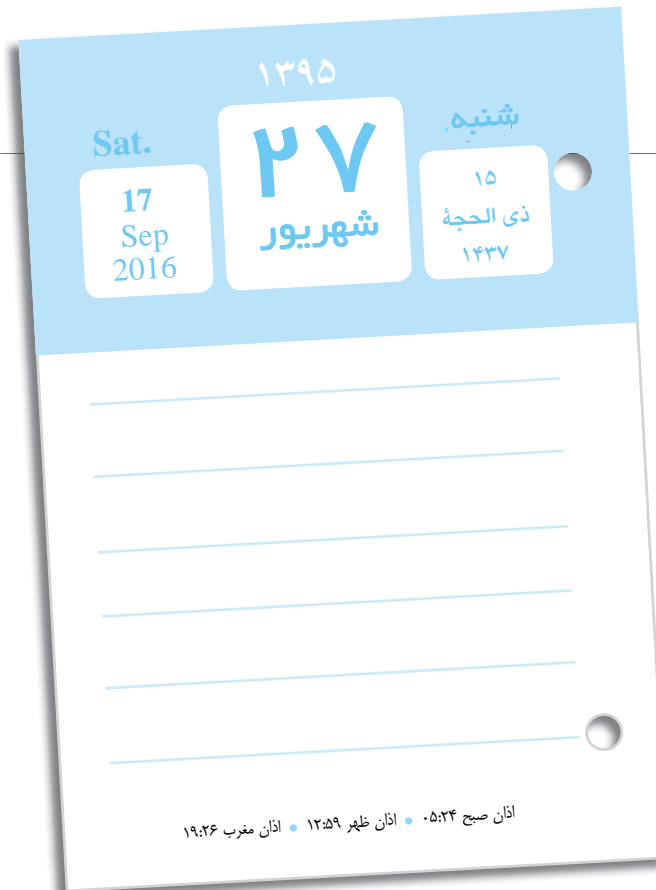 ۱۳۹۵
شنبه
۱۵
ذی الحجة
۱۴۳۷
۲۷
شهریور
Sat.
17
Sep
2016
اذان صبح ۰۵:۲۴ • اذان ظهر ۱۲:۵۹ • اذان مغرب ۱۹:۲۶